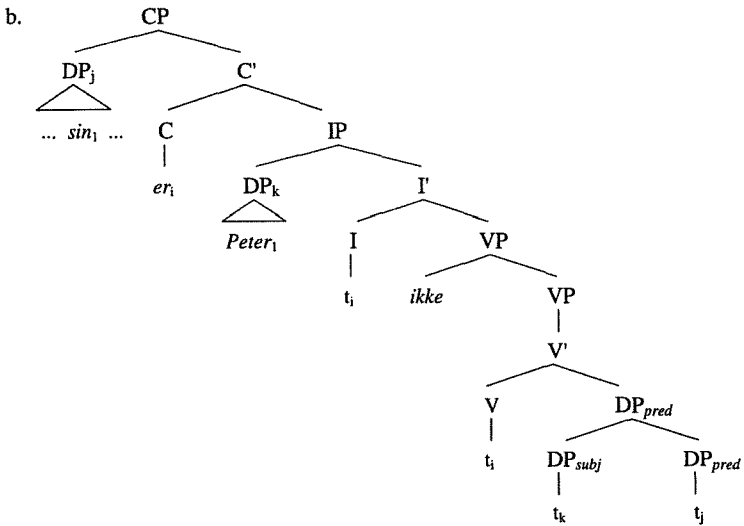 b.
CP
DPj C'
... sin1 ... C IP
eri DPk I'
Peter1 I VP
ti ikke VP
V'
V DPpred
ti DPsubj DPpred
tk tj